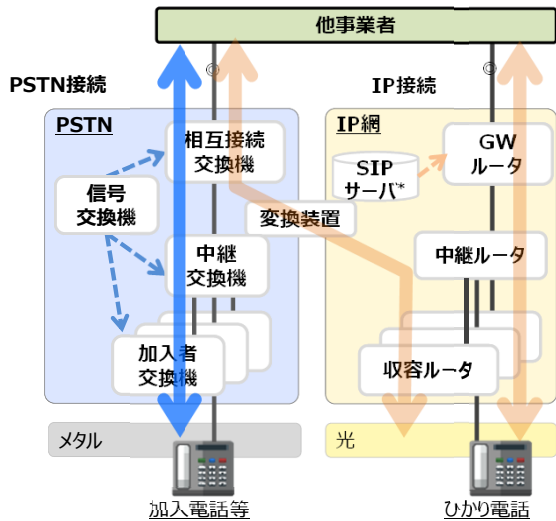 他事業者
PSTN接続
IP接続
PSTN
相互接続
交換機
信号
交換機
中継
交換機
加入者
交換機
変換装置
IP網
GW
ルータ
SIP
サーバ*
中継ルータ
収容ルータ
メタル
光
加入電話等
ひかり電話